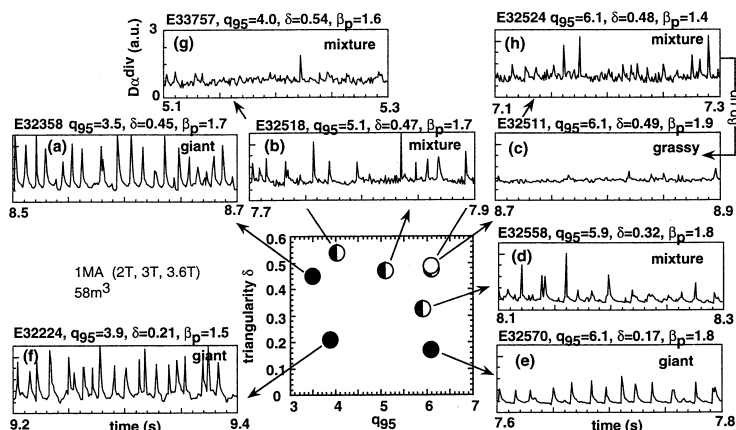 E33757, q95=4.0, δ=0.54, βp=1.6
(g) mixture
Dα^div (a.u.)
3
0
5.1 5.3
E32524 q95=6.1, δ=0.48, βp=1.4
(h) mixture
7.1 7.3
βp up
E32358 q95=3.5, δ=0.45, βp=1.7
(a) giant
8.5 8.7
E32518, q95=5.1, δ=0.47, βp=1.7
(b) mixture
7.7 7.9
E32511, q95=6.1, δ=0.49, βp=1.9
(c) grassy
8.7 8.9
1MA (2T, 3T, 3.6T)
58m³
triangularity δ
0.6
0.5
0.4
0.3
0.2
0.1
0
3 4 5 6 7
q95
E32558, q95=5.9, δ=0.32, βp=1.8
(d) mixture
8.1 8.3
E32224, q95=3.9, δ=0.21, βp=1.5
(f) giant
9.2 9.4
time (s)
E32570, q95=6.1, δ=0.17, βp=1.8
(e) giant
7.6 7.8
time (s)